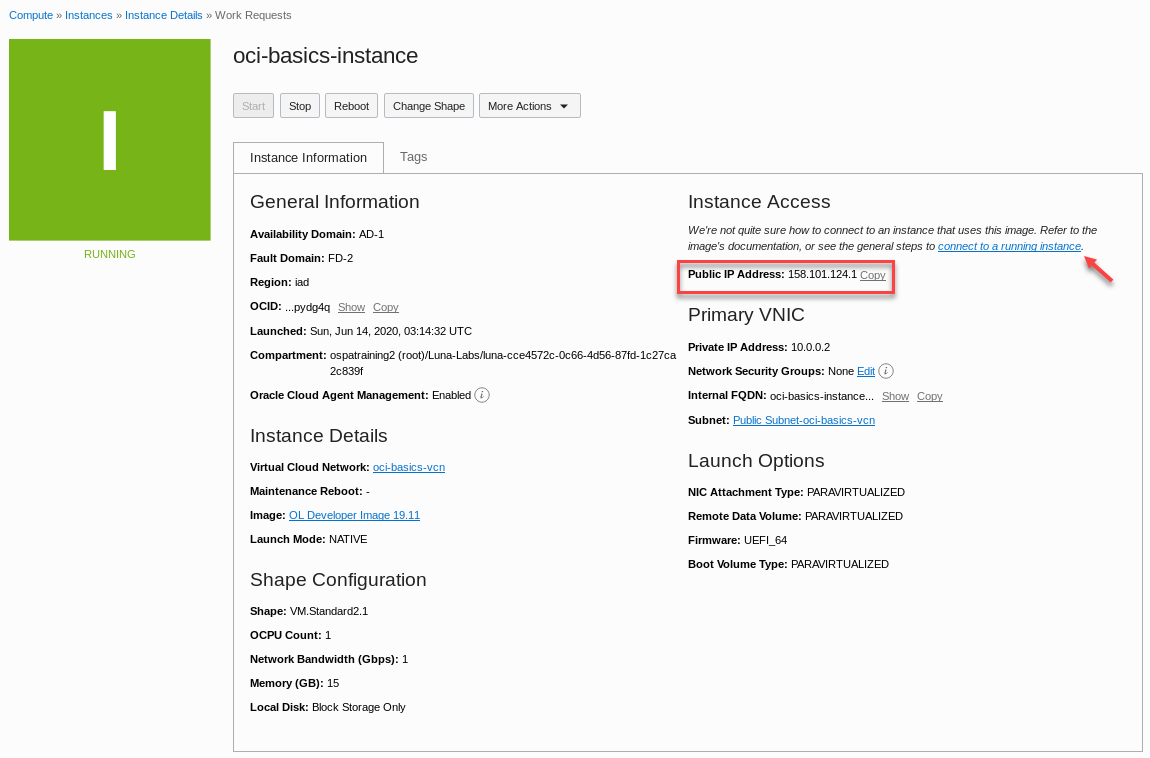 Compute » Instances » Instance Details » Work Requests
I
RUNNING
oci-basics-instance
Start Stop Reboot Change Shape More Actions
Instance Information Tags
General Information
Availability Domain: AD-1
Fault Domain: FD-2
Region: iad
OCID: ...pydg4q Show Copy
Launched: Sun, Jun 14, 2020, 03:14:32 UTC
Compartment: ospatraining2 (root)/Luna-Labs/luna-cce4572c-0c66-4d56-87fd-1c27ca
2c839f
Oracle Cloud Agent Management: Enabled i
Instance Details
Virtual Cloud Network: oci-basics-vcn
Maintenance Reboot: -
Image: OL Developer Image 19.11
Launch Mode: NATIVE
Shape Configuration
Shape: VM.Standard2.1
OCPU Count: 1
Network Bandwidth (Gbps): 1
Memory (GB): 15
Local Disk: Block Storage Only
Instance Access
We're not quite sure how to connect to an instance that uses this image. Refer to the
image's documentation, or see the general steps to connect to a running instance.
Public IP Address: 158.101.124.1 Copy
Primary VNIC
Private IP Address: 10.0.0.2
Network Security Groups: None Edit i
Internal FQDN: oci-basics-instance... Show Copy
Subnet: Public Subnet-oci-basics-vcn
Launch Options
NIC Attachment Type: PARAVIRTUALIZED
Remote Data Volume: PARAVIRTUALIZED
Firmware: UEFI_64
Boot Volume Type: PARAVIRTUALIZED